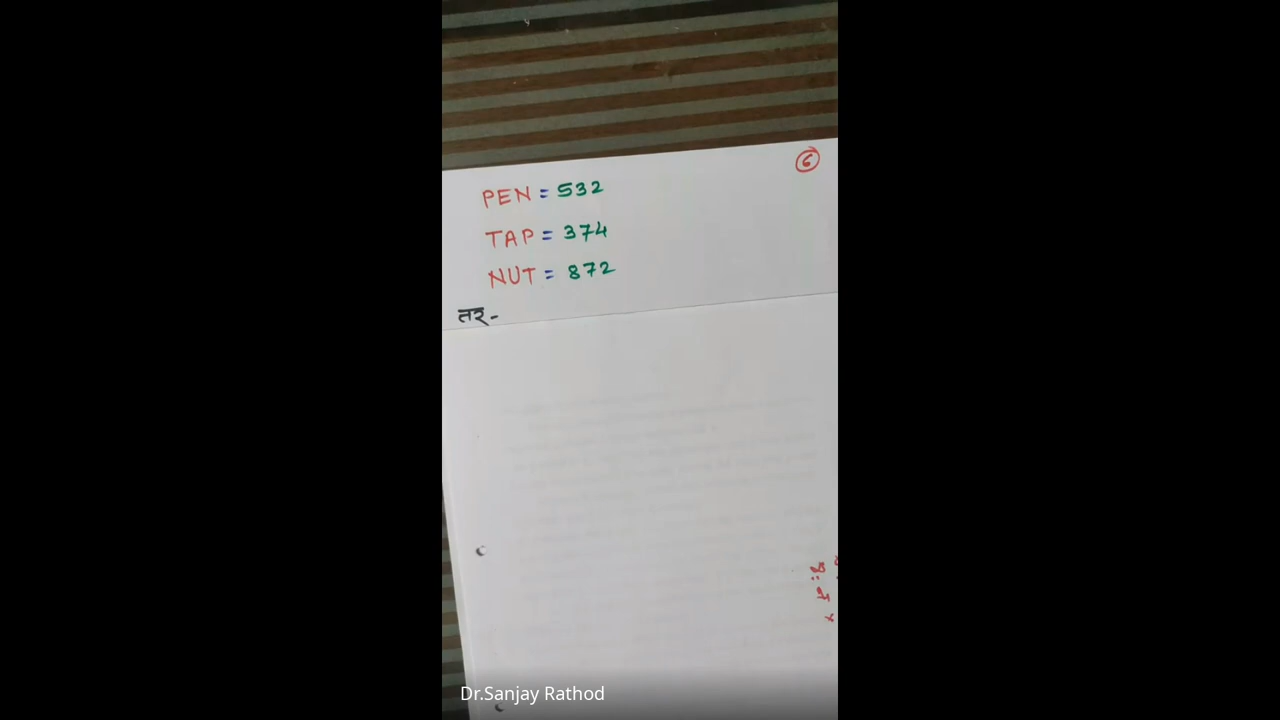 6
PEN = 532
TAP = 374
NUT = 872
तर-
Dr.Sanjay Rathod